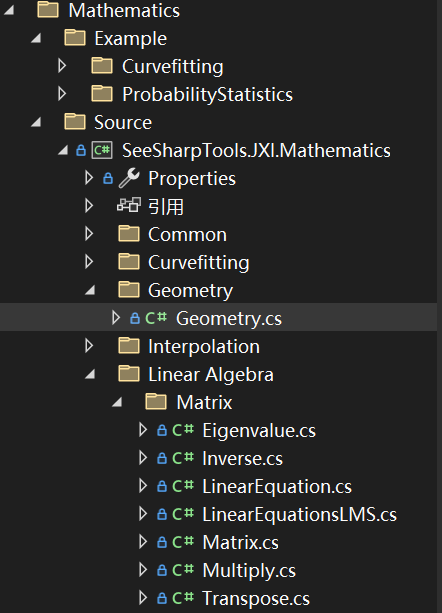 Mathematics
Example
Curvefitting
ProbabilityStatistics
Source
C# SeeSharpTools.JXI.Mathematics
Properties
引用
Common
Curvefitting
Geometry
C# Geometry.cs
Interpolation
Linear Algebra
Matrix
C# Eigenvalue.cs
C# Inverse.cs
C# LinearEquation.cs
C# LinearEquationsLMS.cs
C# Matrix.cs
C# Multiply.cs
C# Transpose.cs